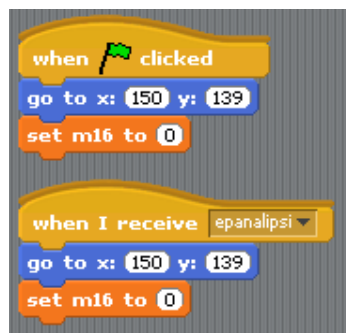 when clicked
go to x: 150 y: 139
set m16 to 0
when I receive epanalipsi
go to x: 150 y: 139
set m16 to 0